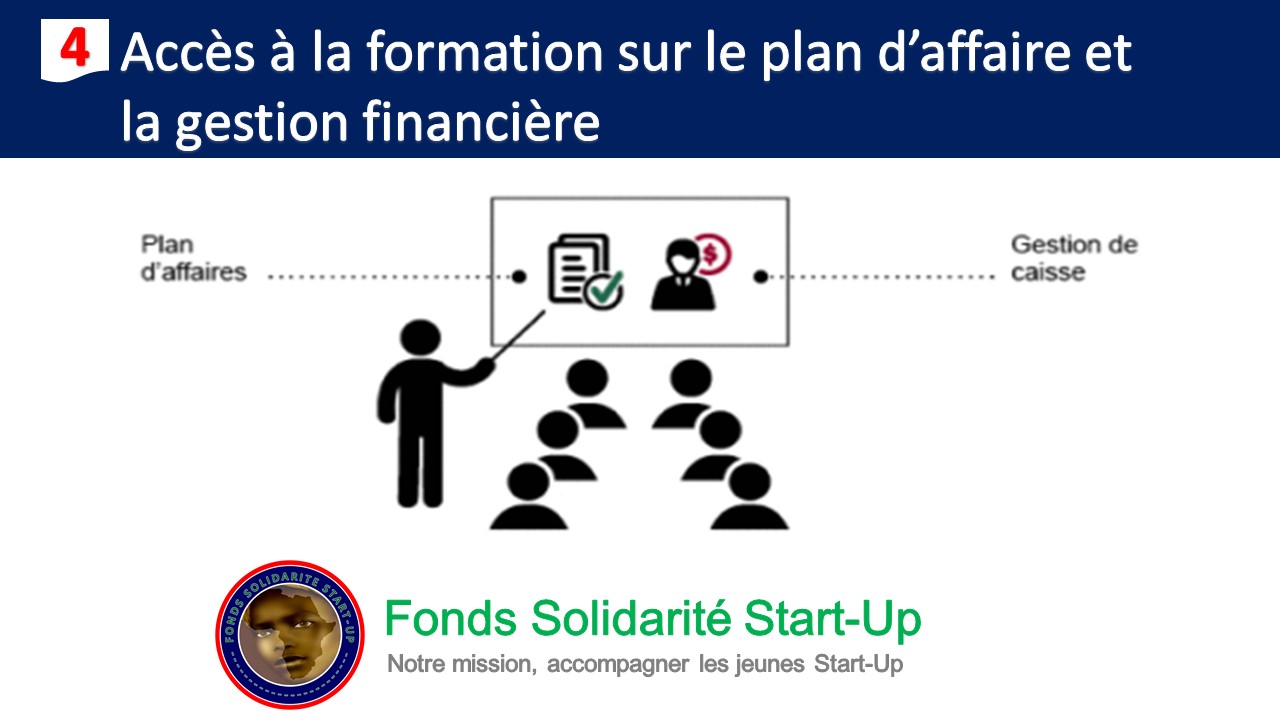 4
Accès à la formation sur le plan d’affaire et
la gestion financière
Plan
d’affaires
$
Gestion de
caisse
FONDS SOLIDARITE START-UP
Fonds Solidarité Start-Up
Notre mission, accompagner les jeunes Start-Up